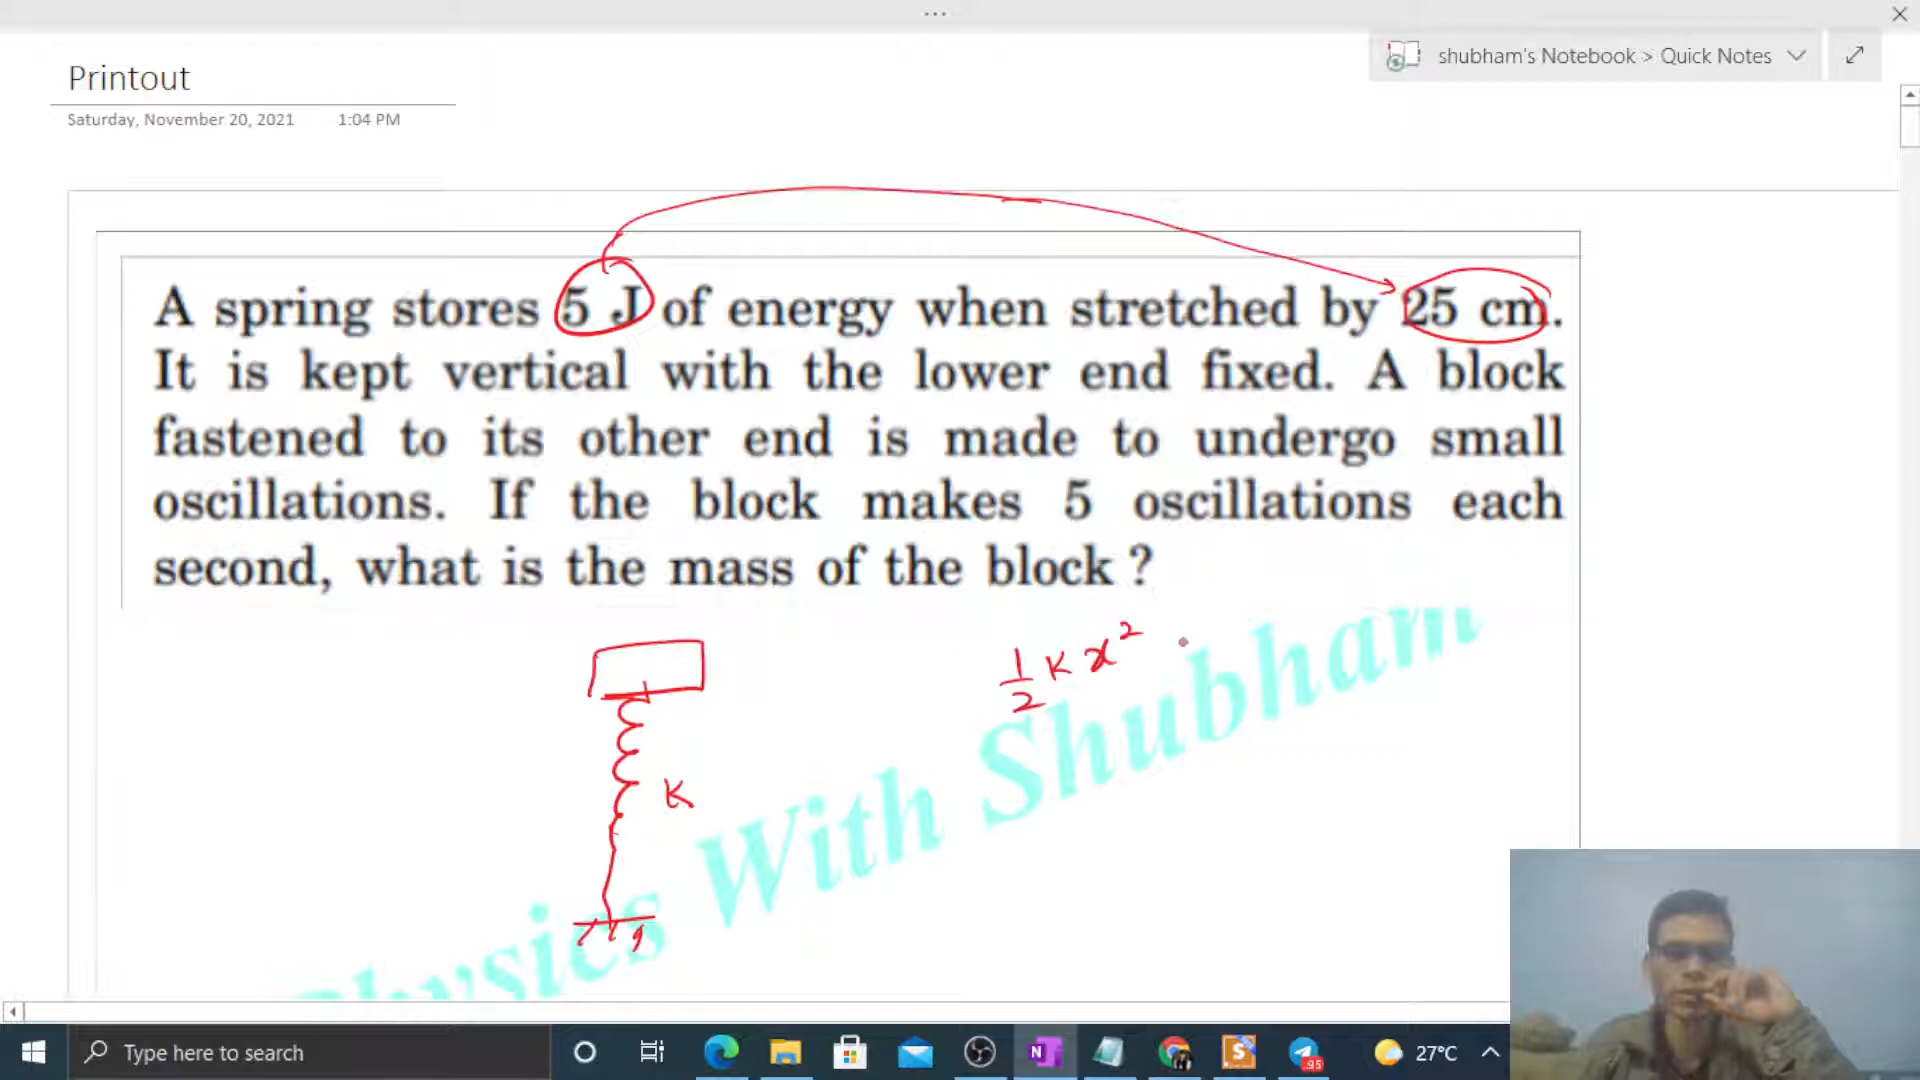 ...
shubham's Notebook > Quick Notes
Printout
Saturday, November 20, 2021 1:04 PM
A spring stores 5 J of energy when stretched by 25 cm.
It is kept vertical with the lower end fixed. A block
fastened to its other end is made to undergo small
oscillations. If the block makes 5 oscillations each
second, what is the mass of the block ?
1/2 K x²
K
Physics With Shubham
Type here to search
N
S
95
27°C